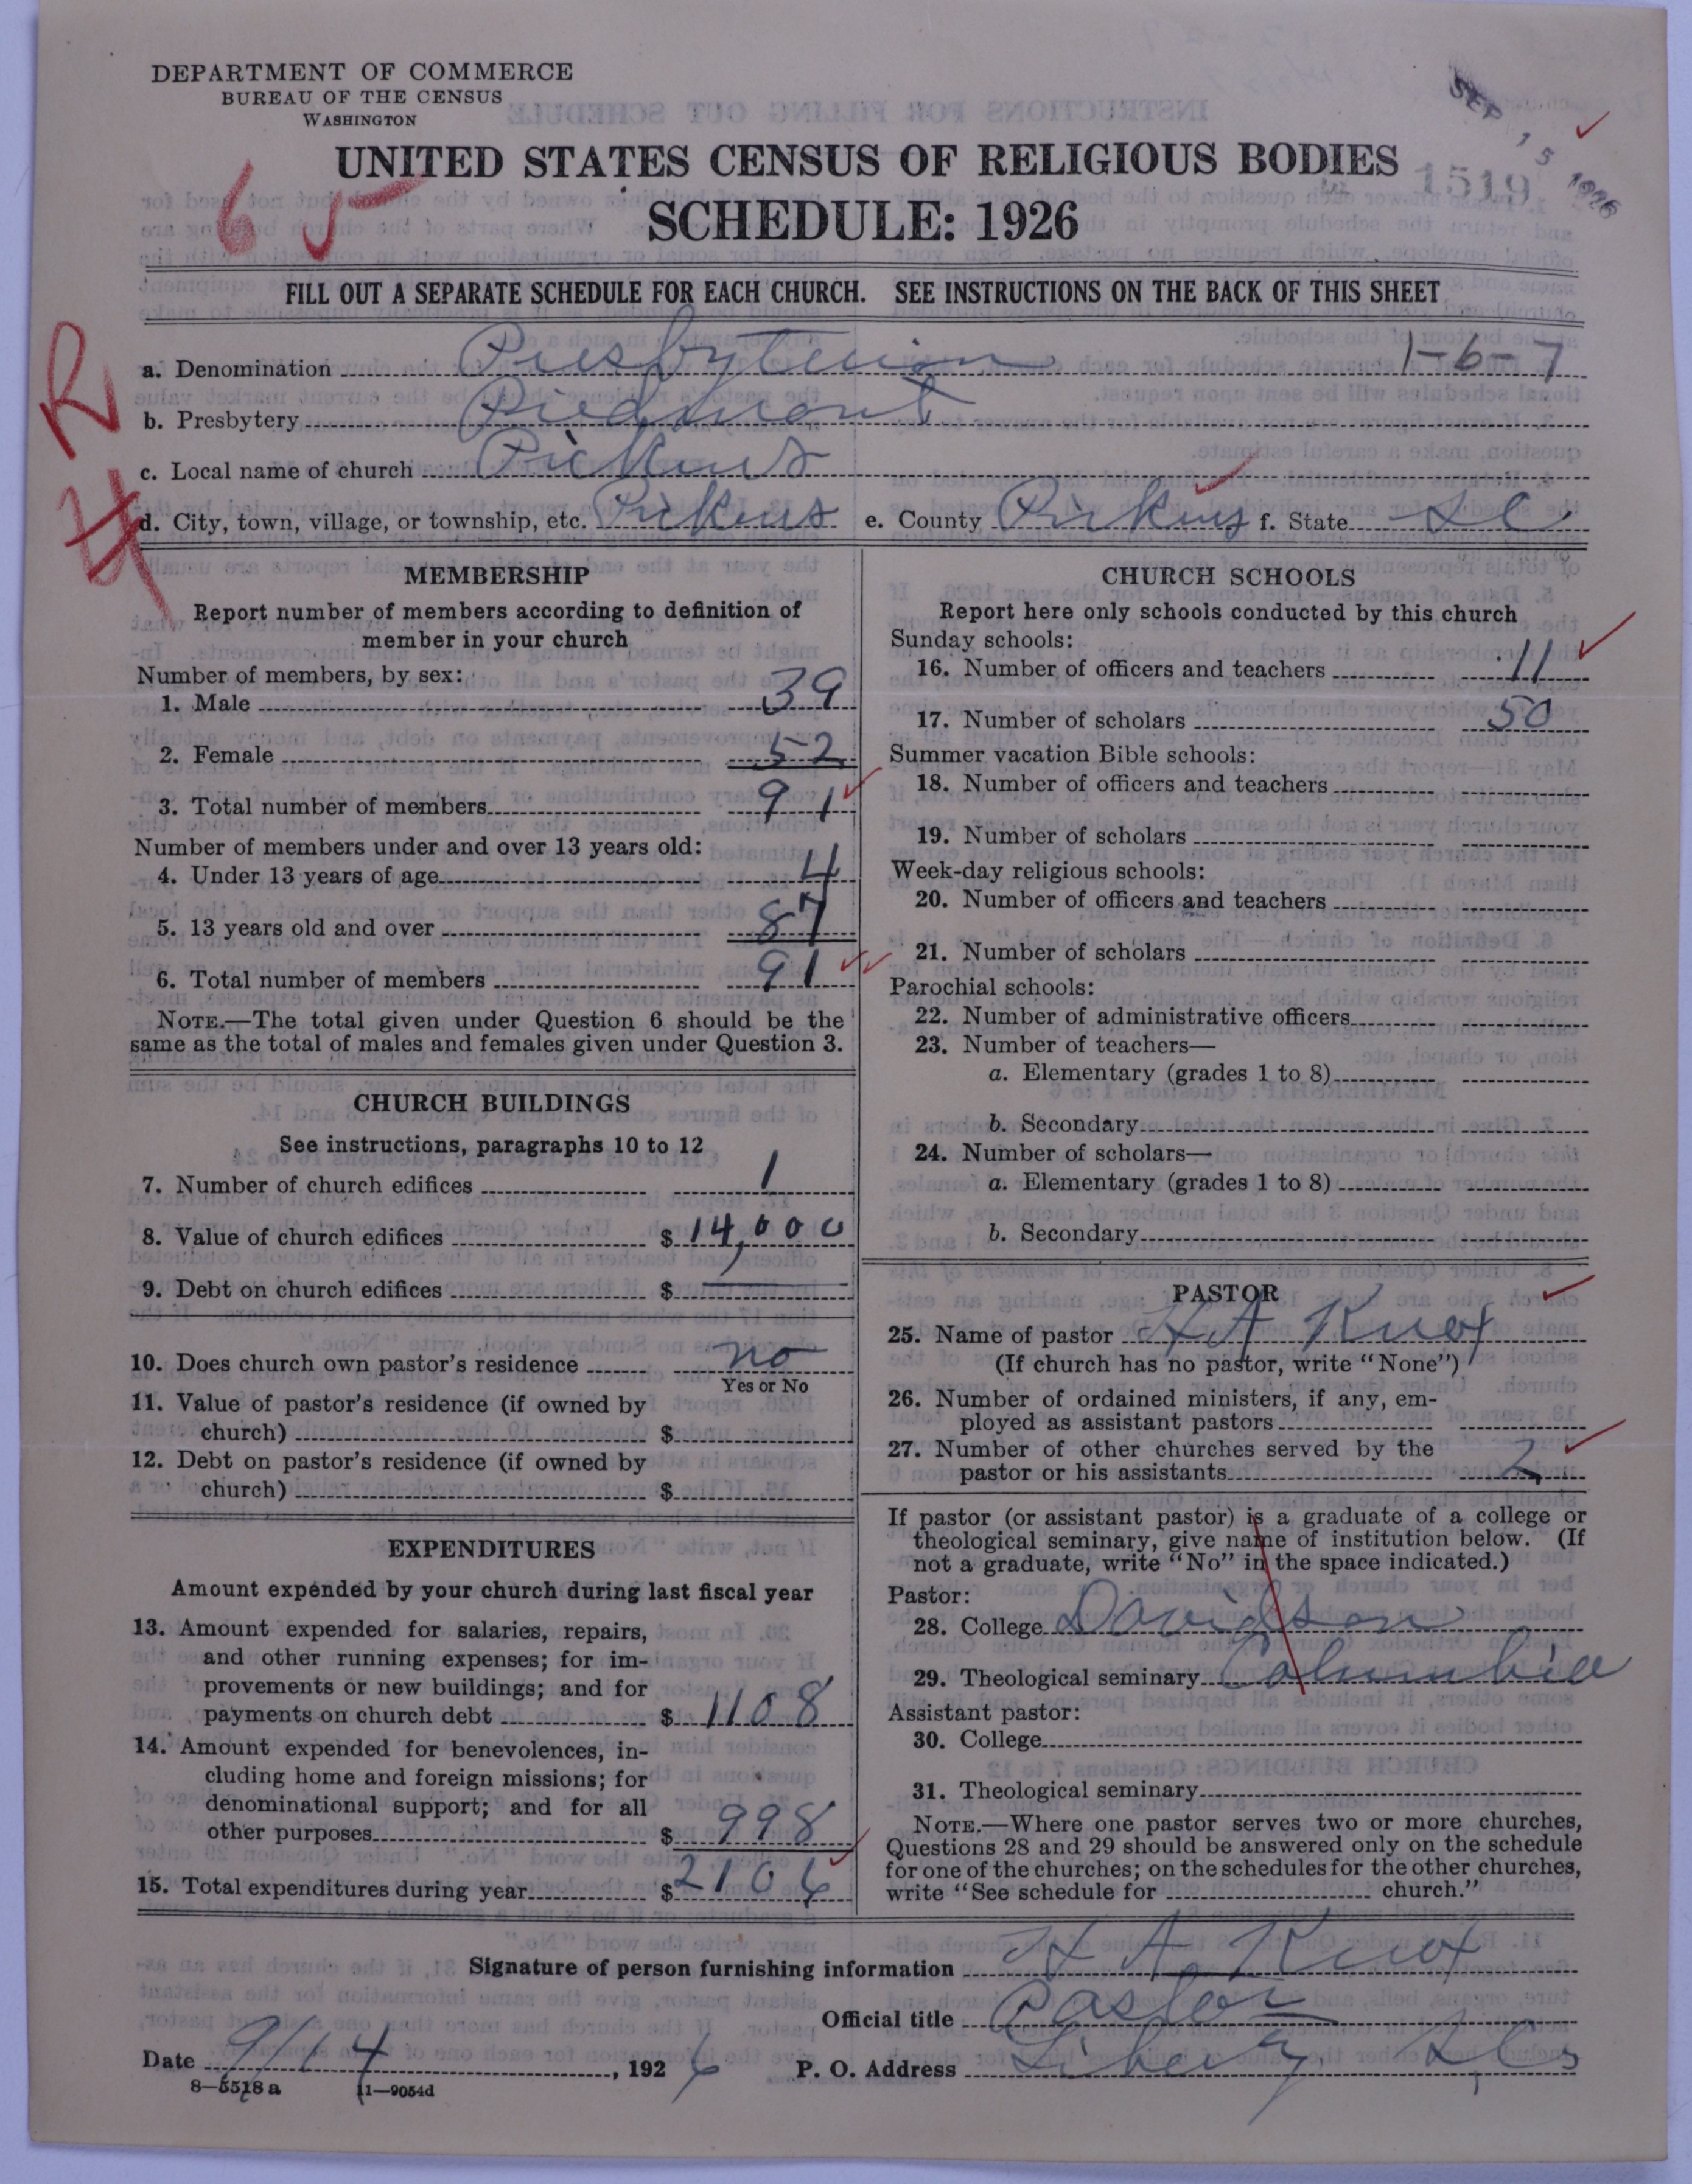 DEPARTMENT OF COMMERCE
BUREAU OF THE CENSUS
WASHINGTON
SEP 15 1926
UNITED STATES CENSUS OF RELIGIOUS BODIES
1519
65
SCHEDULE: 1926
FILL OUT A SEPARATE SCHEDULE FOR EACH CHURCH. SEE INSTRUCTIONS ON THE BACK OF THIS SHEET
R
a. Denomination Presbyterian 1-6-7
b. Presbytery Piedmont
c. Local name of church Pickens
d. City, town, village, or township, etc. Pickens e. County Pickens f. State S C.
MEMBERSHIP
Report number of members according to definition of
member in your church
Number of members, by sex:
1. Male 39
2. Female 52
3. Total number of members 91
Number of members under and over 13 years old:
4. Under 13 years of age 4
5. 13 years old and over 87
6. Total number of members 91
NOTE.—The total given under Question 6 should be the
same as the total of males and females given under Question 3.
CHURCH BUILDINGS
See instructions, paragraphs 10 to 12
7. Number of church edifices 1
8. Value of church edifices $ 14,000
9. Debt on church edifices $
10. Does church own pastor's residence no
Yes or No
11. Value of pastor's residence (if owned by
church) $
12. Debt on pastor's residence (if owned by
church) $
EXPENDITURES
Amount expended by your church during last fiscal year
13. Amount expended for salaries, repairs,
and other running expenses; for im-
provements or new buildings; and for
payments on church debt $ 1108
14. Amount expended for benevolences, in-
cluding home and foreign missions; for
denominational support; and for all
other purposes $ 998
15. Total expenditures during year $ 2106
CHURCH SCHOOLS
Report here only schools conducted by this church
Sunday schools:
16. Number of officers and teachers 11
17. Number of scholars 50
Summer vacation Bible schools:
18. Number of officers and teachers
19. Number of scholars
Week-day religious schools:
20. Number of officers and teachers
21. Number of scholars
Parochial schools:
22. Number of administrative officers
23. Number of teachers—
a. Elementary (grades 1 to 8)
b. Secondary
24. Number of scholars—
a. Elementary (grades 1 to 8)
b. Secondary
PASTOR
25. Name of pastor H A Knox
(If church has no pastor, write "None")
26. Number of ordained ministers, if any, em-
ployed as assistant pastors
27. Number of other churches served by the
pastor or his assistants 2
If pastor (or assistant pastor) is a graduate of a college or
theological seminary, give name of institution below. (If
not a graduate, write "No" in the space indicated.)
Pastor:
28. College Davidson
29. Theological seminary Columbia
Assistant pastor:
30. College
31. Theological seminary
NOTE.—Where one pastor serves two or more churches,
Questions 28 and 29 should be answered only on the schedule
for one of the churches; on the schedules for the other churches,
write "See schedule for church."
Signature of person furnishing information H A Knox
Official title Pastor
Date 9/14, 1926 P. O. Address Liberty S C
8—5518 a 11—9054d